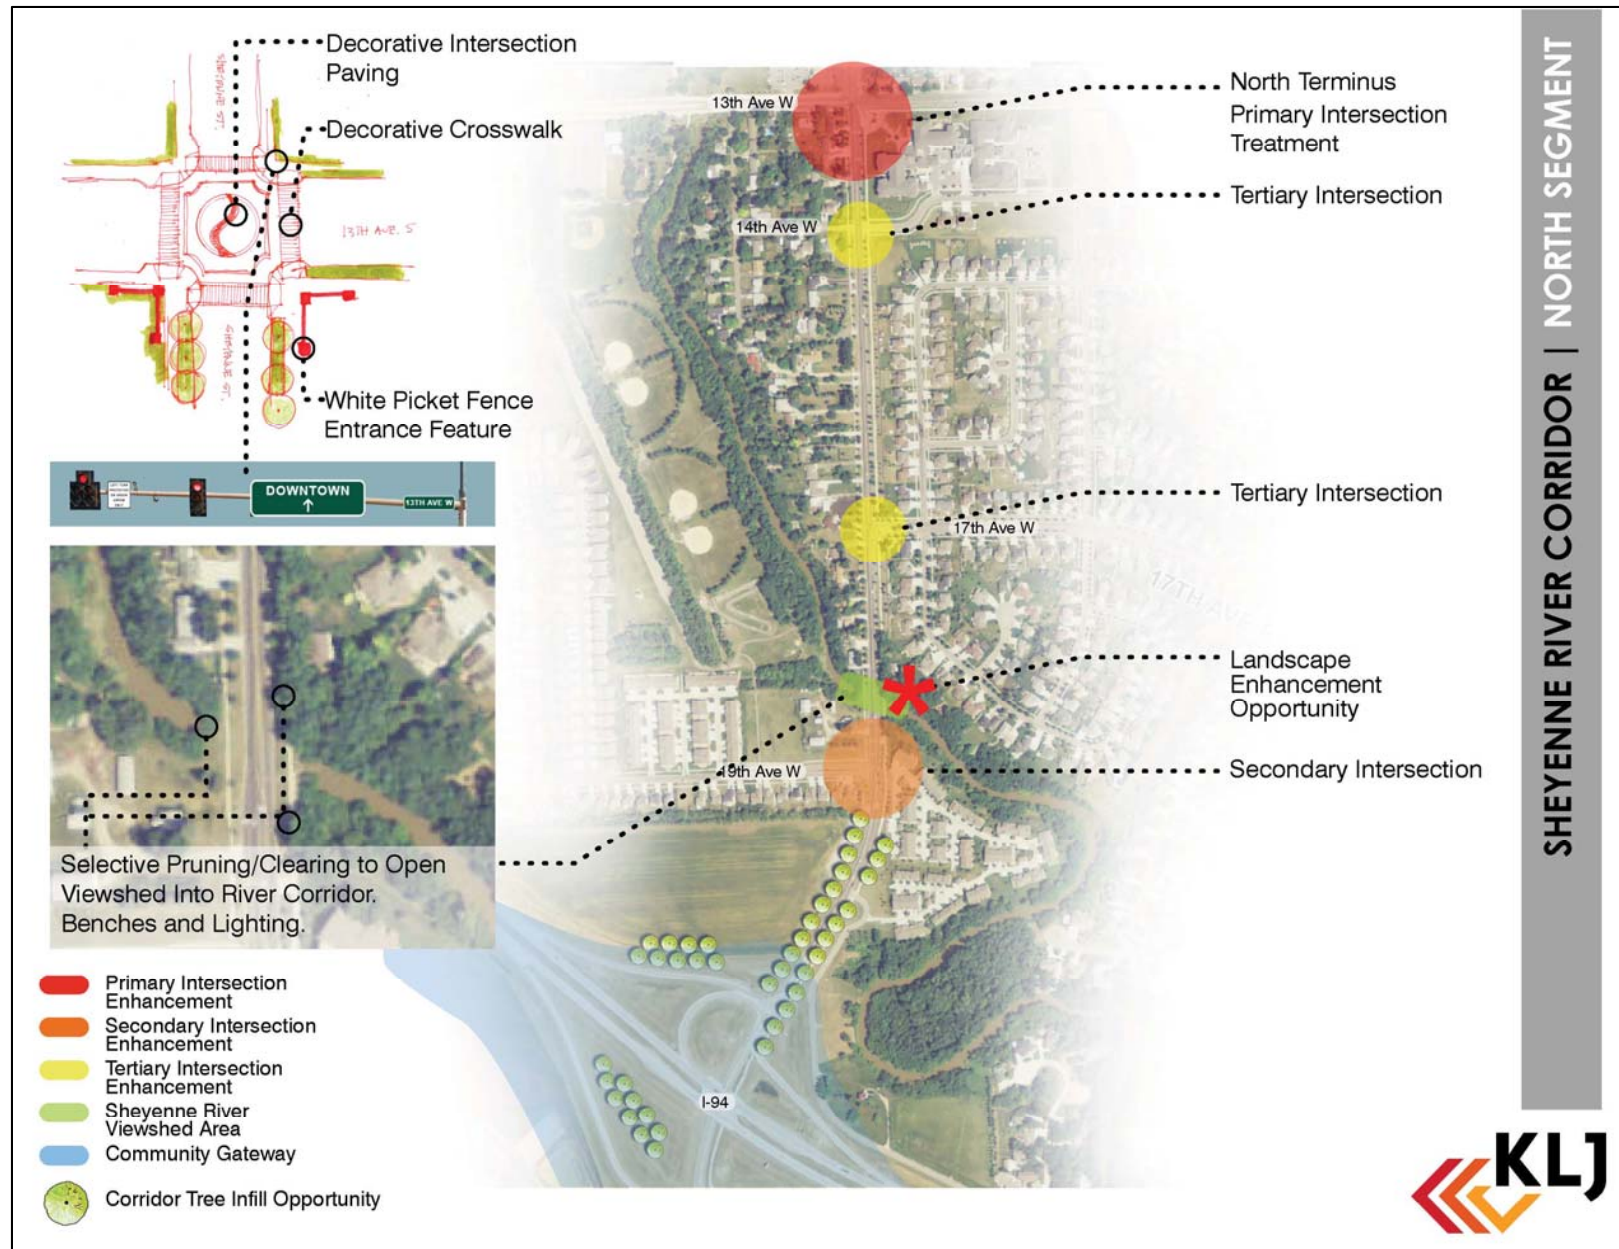 Decorative Intersection
Paving
Decorative Crosswalk
13TH AVE. S
White Picket Fence
Entrance Feature
DOWNTOWN
13TH AVE W
Selective Pruning/Clearing to Open
Viewshed Into River Corridor.
Benches and Lighting.
Primary Intersection
Enhancement
Secondary Intersection
Enhancement
Tertiary Intersection
Enhancement
Sheyenne River
Viewshed Area
Community Gateway
Corridor Tree Infill Opportunity
13th Ave W
14th Ave W
17th Ave W
17TH AVE
19th Ave W
I-94
North Terminus
Primary Intersection
Treatment
Tertiary Intersection
Tertiary Intersection
Landscape
Enhancement
Opportunity
Secondary Intersection
SHEYENNE RIVER CORRIDOR | NORTH SEGMENT
KLJ